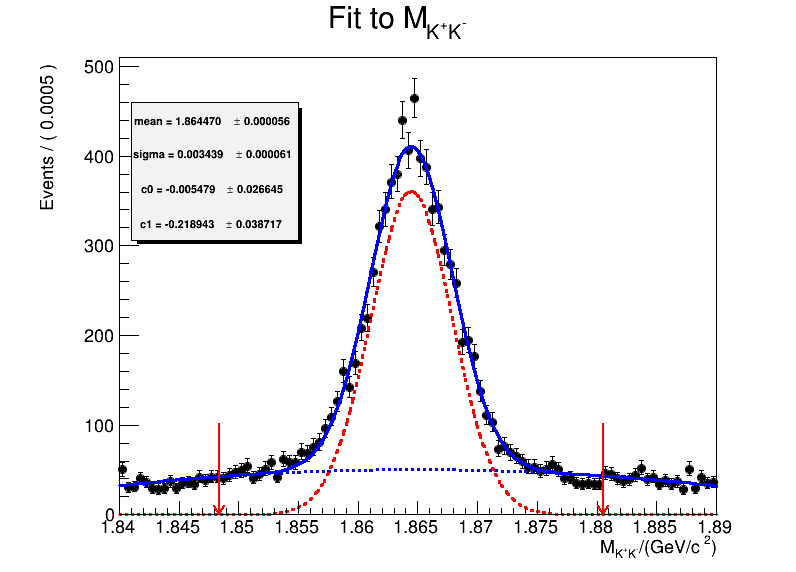 Fit to M_{K^+K^-}
Events / ( 0.0005 )
500
400
300
200
100
0
mean = 1.864470 ± 0.000056
sigma = 0.003439 ± 0.000061
c0 = -0.005479 ± 0.026645
c1 = -0.218943 ± 0.038717
1.84 1.845 1.85 1.855 1.86 1.865 1.87 1.875 1.88 1.885 1.89
M_{K^+K^-}/(GeV/c^2)